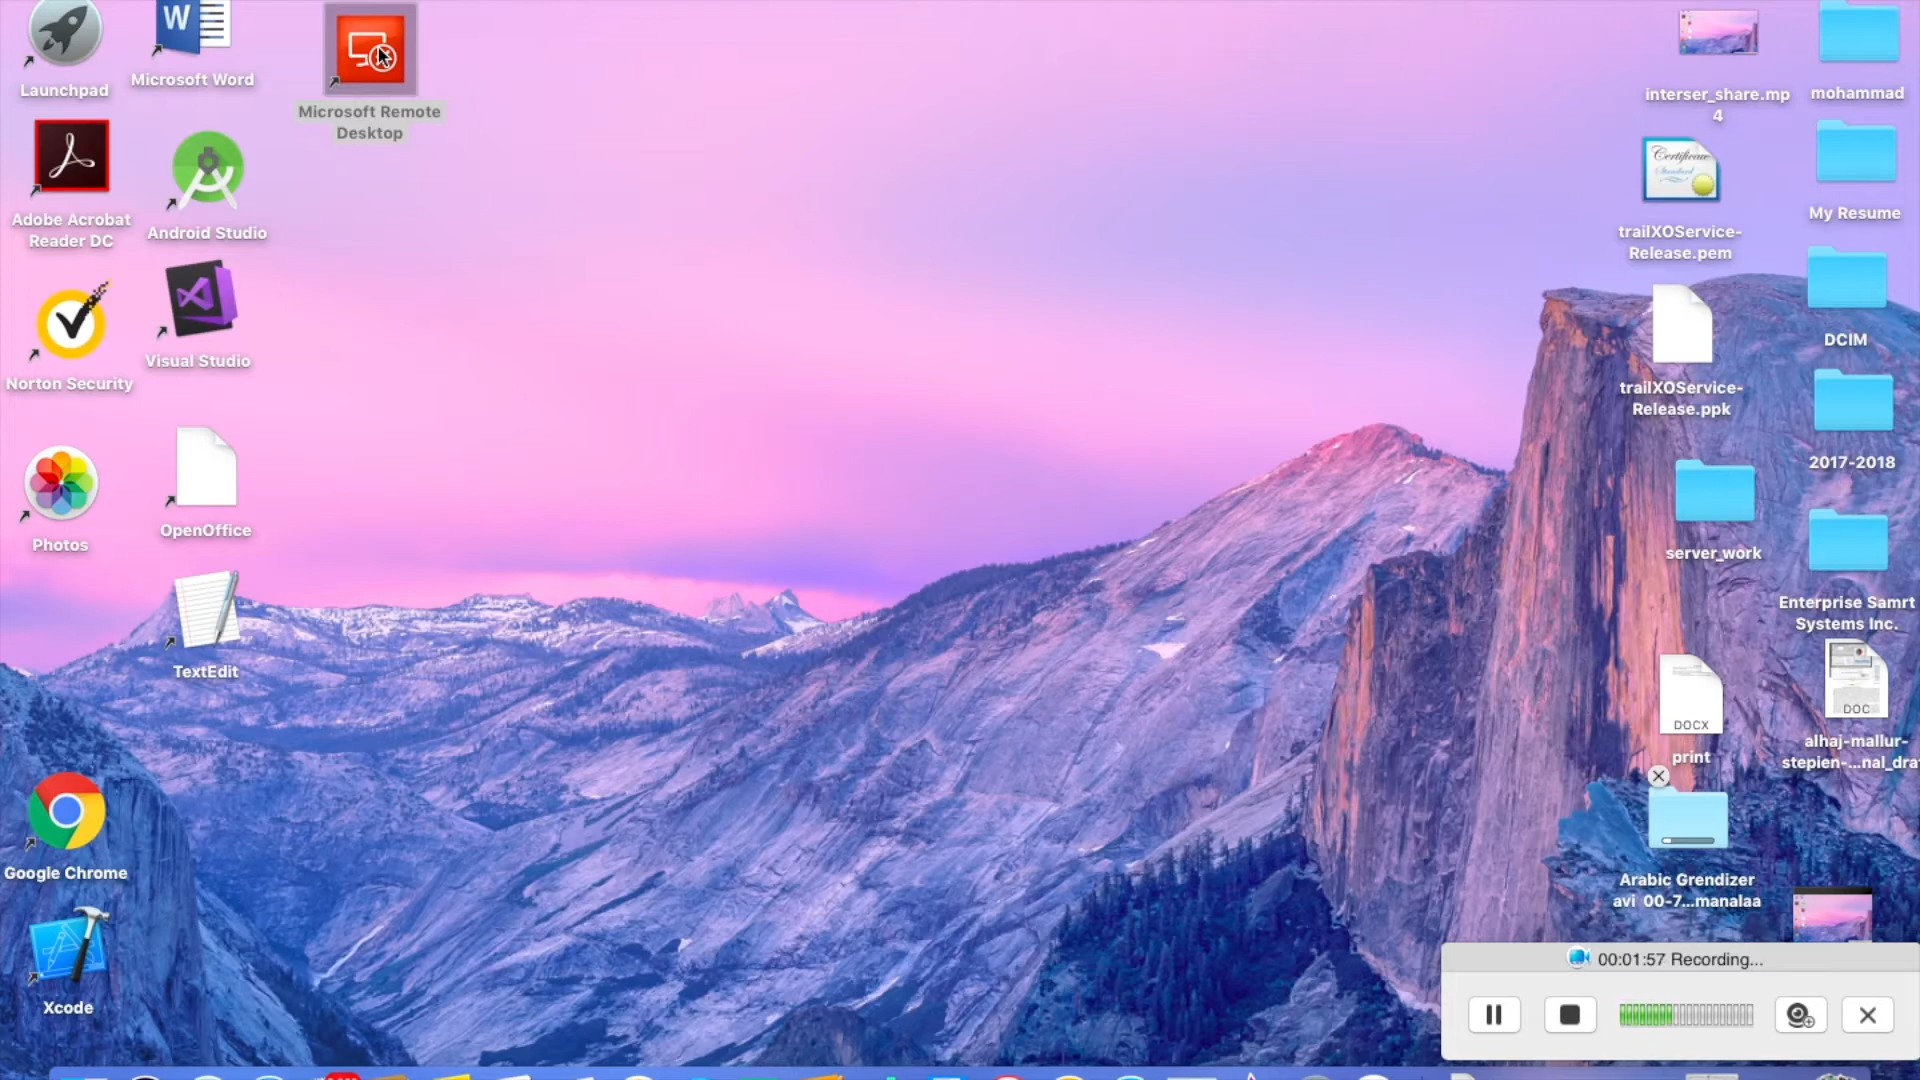 Launchpad
Microsoft Word
Microsoft Remote
Desktop
Adobe Acrobat
Reader DC
Android Studio
Norton Security
Visual Studio
Photos
OpenOffice
TextEdit
Google Chrome
Xcode
interser_share.mp
4
mohammad
Certificate
Standard
trailXOService-
Release.pem
My Resume
DCIM
trailXOService-
Release.ppk
2017-2018
server_work
Enterprise Samrt
Systems Inc.
DOCX
print
DOC
alhaj-mallur-
stepien-...nal_dra
Arabic Grendizer
avi 00-7...manalaa
00:01:57 Recording...